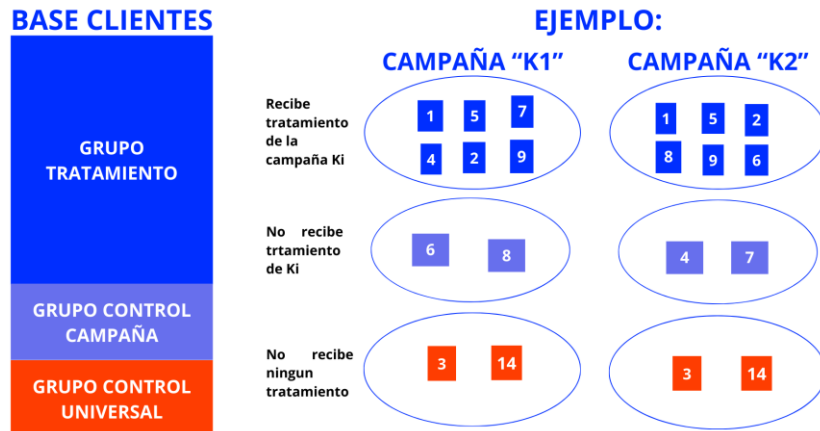 BASE CLIENTES
GRUPO
TRATAMIENTO
GRUPO CONTROL
CAMPAÑA
GRUPO CONTROL
UNIVERSAL
EJEMPLO:
CAMPAÑA “K1”
CAMPAÑA “K2”
Recibe
tratamiento
de la
campaña Ki
1 5 7
4 2 9
1 5 2
8 9 6
No recibe
trtamiento
de Ki
6 8
4 7
No recibe
ningun
tratamiento
3 14
3 14